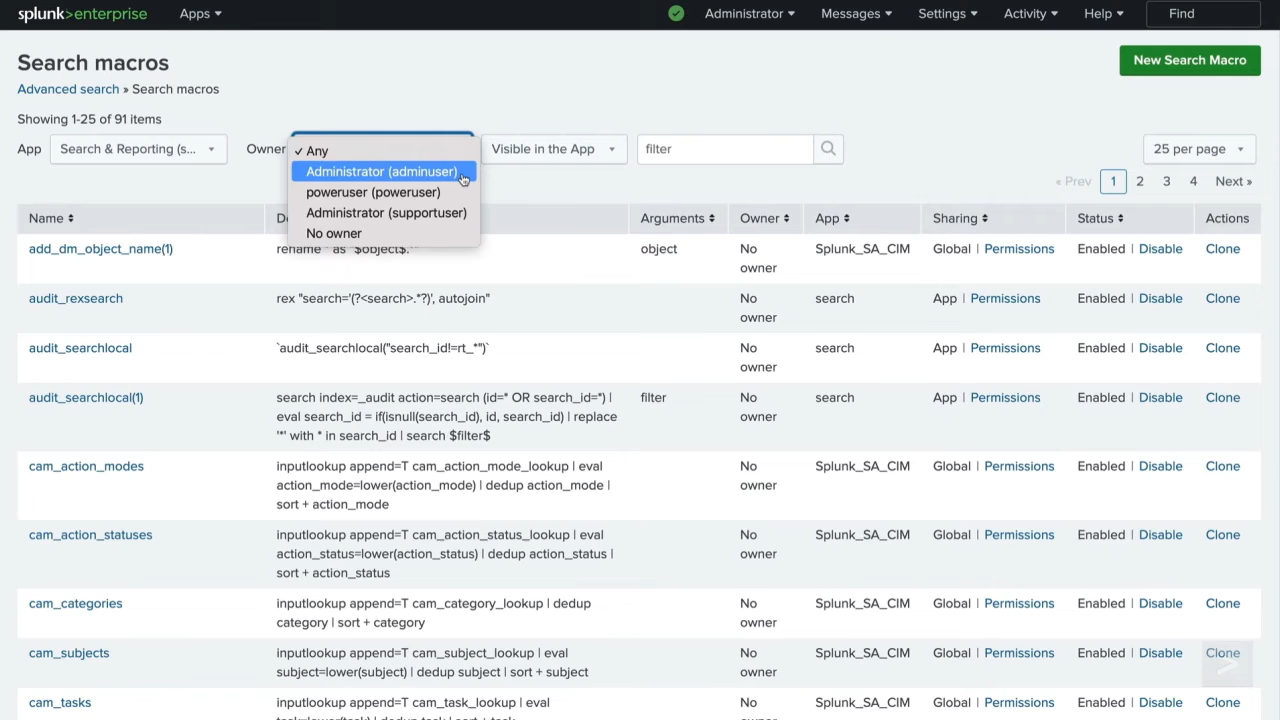 splunk>enterprise Apps Administrator Messages Settings Activity Help Find
Search macros
New Search Macro
Advanced search » Search macros
Showing 1-25 of 91 items
App Search & Reporting (s... Owner Visible in the App filter 25 per page
✓ Any
Administrator (adminuser)
poweruser (poweruser)
Administrator (supportuser)
No owner
« Prev 1 2 3 4 Next »
Name Arguments Owner App Sharing Status Actions
add_dm_object_name(1) object No Splunk_SA_CIM Global | Permissions Enabled | Disable Clone
owner
audit_rexsearch rex "search='(?<search>.*?)', autojoin" No search App | Permissions Enabled | Disable Clone
owner
audit_searchlocal `audit_searchlocal("search_id!=rt_*")` No search App | Permissions Enabled | Disable Clone
owner
audit_searchlocal(1) search index=_audit action=search (id=* OR search_id=*) | filter No search App | Permissions Enabled | Disable Clone
eval search_id = if(isnull(search_id), id, search_id) | replace owner
'*' with * in search_id | search $filter$
cam_action_modes inputlookup append=T cam_action_mode_lookup | eval No Splunk_SA_CIM Global | Permissions Enabled | Disable Clone
action_mode=lower(action_mode) | dedup action_mode | owner
sort + action_mode
cam_action_statuses inputlookup append=T cam_action_status_lookup | eval No Splunk_SA_CIM Global | Permissions Enabled | Disable Clone
action_status=lower(action_status) | dedup action_status | owner
sort + action_status
cam_categories inputlookup append=T cam_category_lookup | dedup No Splunk_SA_CIM Global | Permissions Enabled | Disable Clone
category | sort + category owner
cam_subjects inputlookup append=T cam_subject_lookup | eval No Splunk_SA_CIM Global | Permissions Enabled | Disable Clone
subject=lower(subject) | dedup subject | sort + subject owner
cam_tasks inputlookup append=T cam_task_lookup | eval No Splunk_SA_CIM Global | Permissions Enabled | Disable Clone